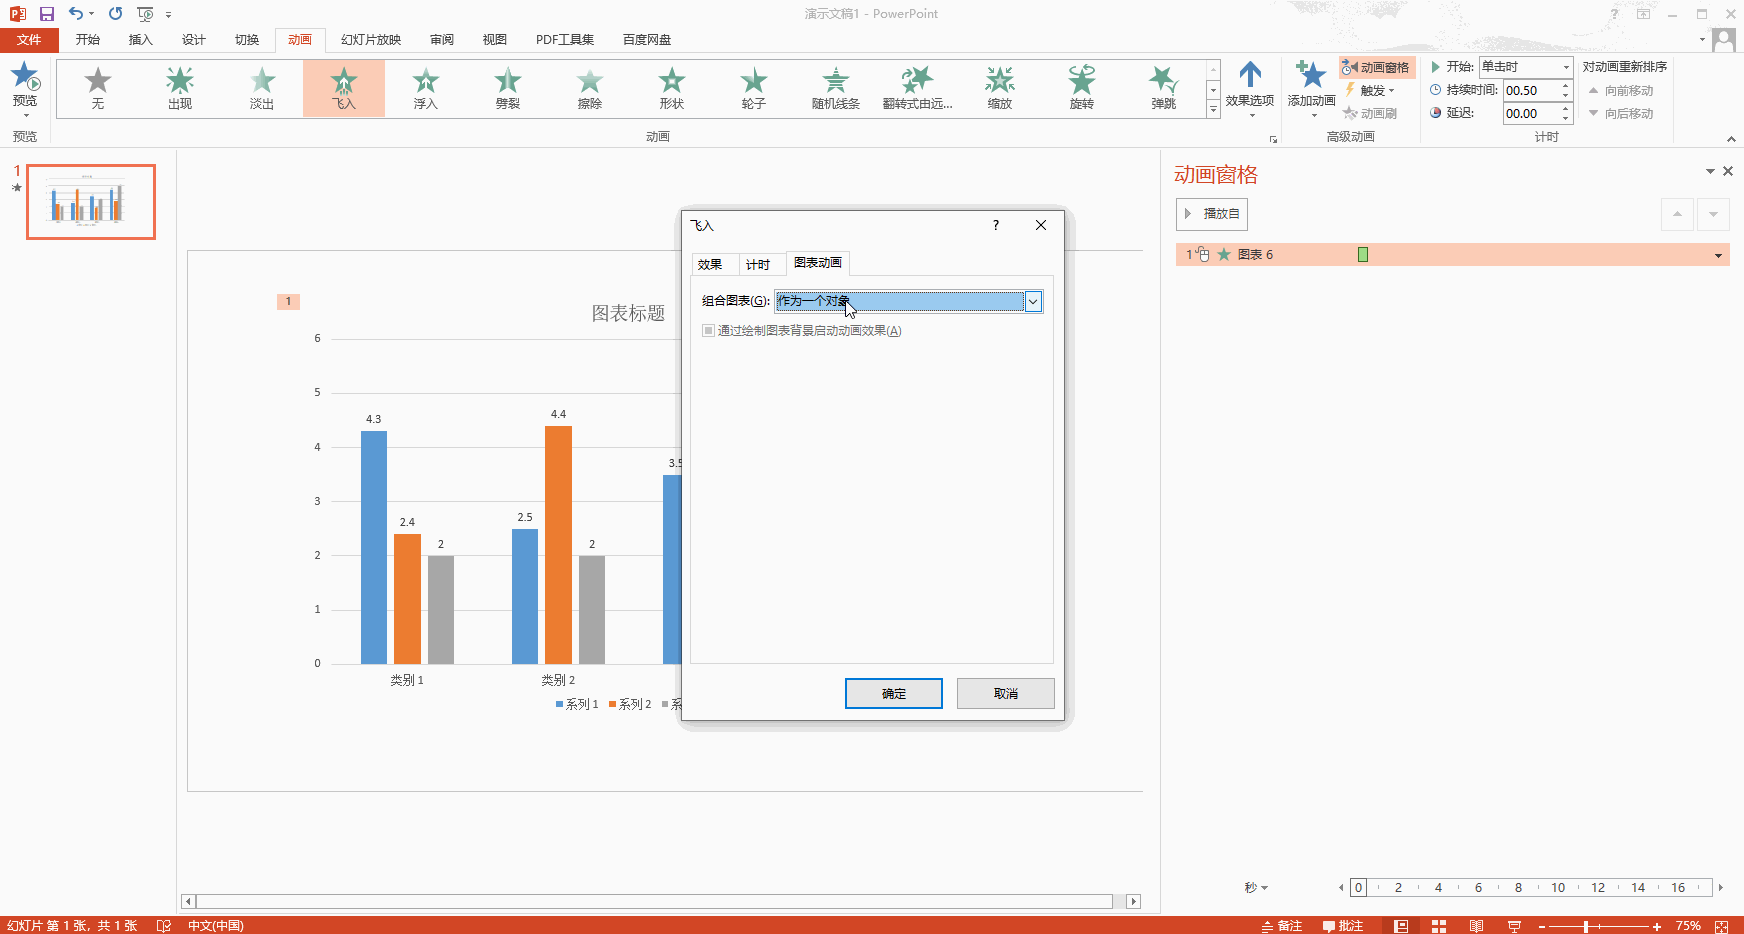 演示文稿1 - PowerPoint
文件 开始 插入 设计 切换 动画 幻灯片放映 审阅 视图 PDF工具集 百度网盘
预览 无 出现 淡出 飞入 浮入 劈裂 擦除 形状 轮子 随机线条 翻转式由远... 缩放 旋转 弹跳 效果选项 添加动画
动画窗格
触发
动画刷
开始: 单击时
持续时间: 00.50
延迟: 00.00
对动画重新排序
向前移动
向后移动
预览 动画 高级动画 计时
1
动画窗格
播放自
1 图表 6
飞入
?
效果 计时 图表动画
组合图表(G): 作为一个对象
通过绘制图表背景启动动画效果(A)
确定 取消
1
图表标题
6
5
4
3
2
1
0
4.3
2.4
2
2.5
4.4
2
3.5
类别 1 类别 2
系列 1 系列 2 系
秒 0 2 4 6 8 10 12 14 16
幻灯片 第 1 张，共 1 张 中文(中国) 备注 批注 75%